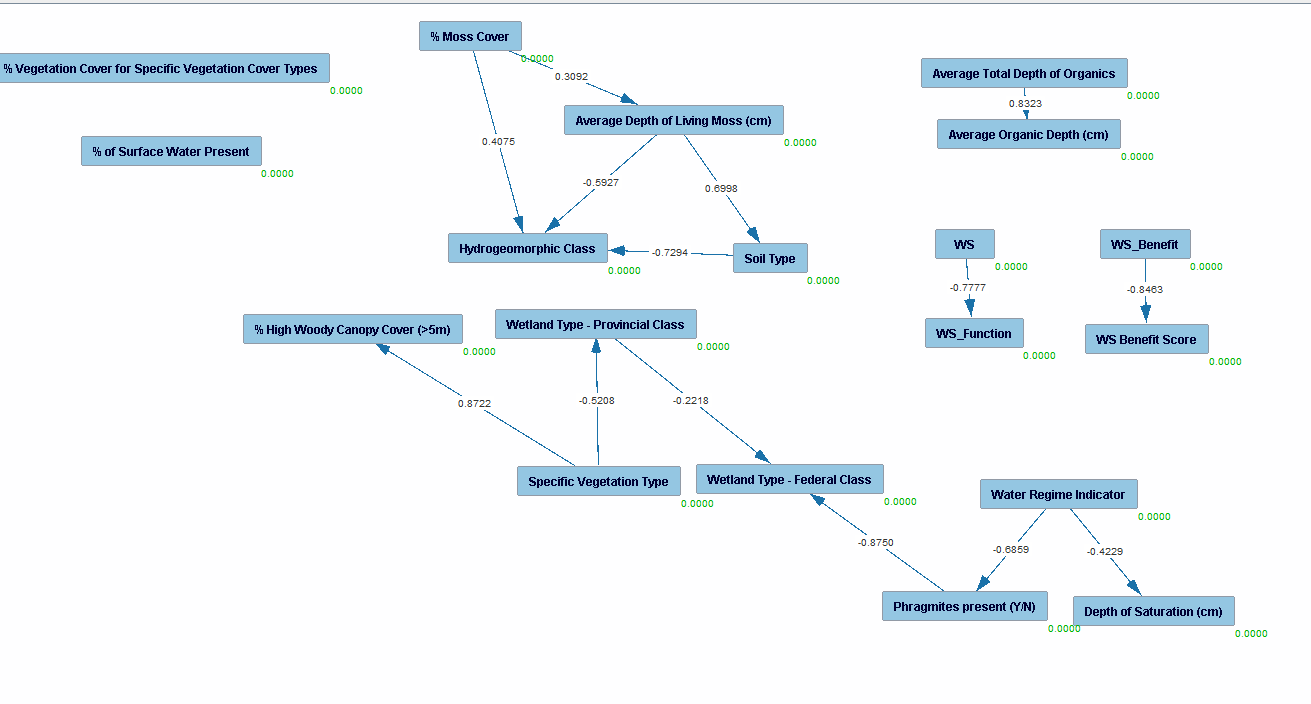 % Moss Cover
0.0000
% Vegetation Cover for Specific Vegetation Cover Types
0.0000
0.3092
Average Total Depth of Organics
0.0000
0.8323
Average Depth of Living Moss (cm)
0.0000
Average Organic Depth (cm)
0.0000
% of Surface Water Present
0.0000
0.4075
-0.5927
0.6998
Hydrogeomorphic Class
0.0000
-0.7294
Soil Type
0.0000
WS
0.0000
WS_Benefit
0.0000
-0.7777
-0.8463
% High Woody Canopy Cover (>5m)
0.0000
Wetland Type - Provincial Class
0.0000
WS_Function
0.0000
WS Benefit Score
0.0000
0.8722
-0.5208
-0.2218
Specific Vegetation Type
0.0000
Wetland Type - Federal Class
0.0000
Water Regime Indicator
0.0000
-0.8750
-0.6859
-0.4229
Phragmites present (Y/N)
0.0000
Depth of Saturation (cm)
0.0000